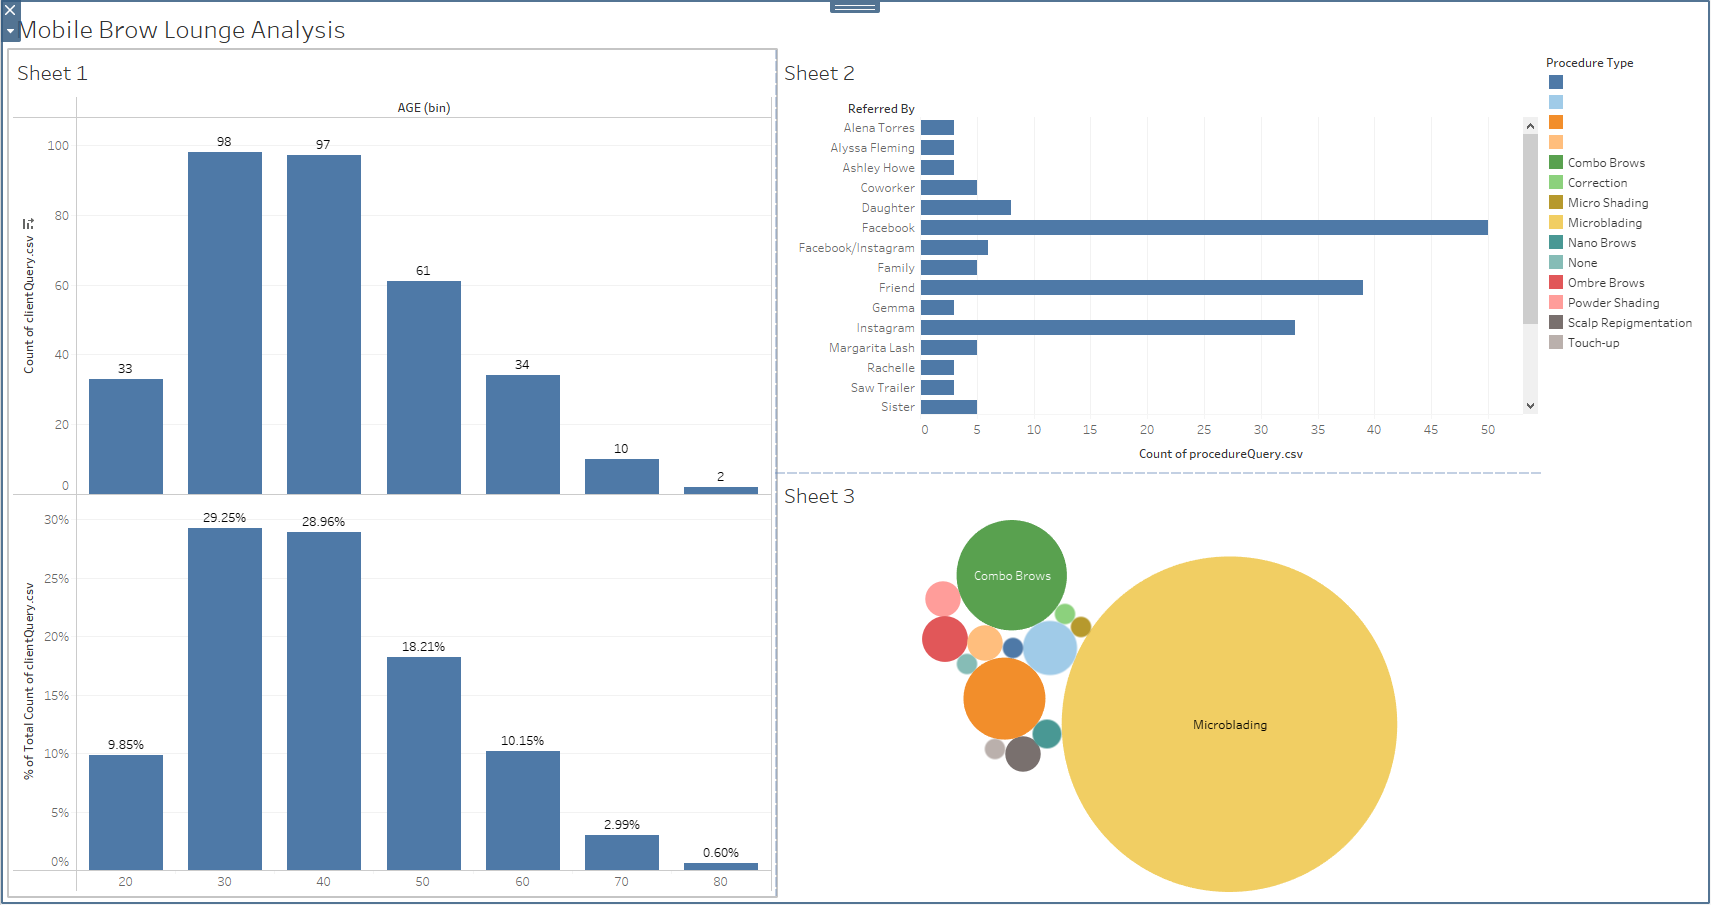 Mobile Brow Lounge Analysis
Sheet 1
AGE (bin)
Count of clientQuery.csv
100
80
60
40
20
0
33
98
97
61
34
10
2
% of Total Count of clientQuery.csv
30%
25%
20%
15%
10%
5%
0%
9.85%
29.25%
28.96%
18.21%
10.15%
2.99%
0.60%
20
30
40
50
60
70
80
Sheet 2
Referred By
Alena Torres
Alyssa Fleming
Ashley Howe
Coworker
Daughter
Facebook
Facebook/Instagram
Family
Friend
Gemma
Instagram
Margarita Lash
Rachelle
Saw Trailer
Sister
0
5
10
15
20
25
30
35
40
45
50
Count of procedureQuery.csv
Procedure Type
Combo Brows
Correction
Micro Shading
Microblading
Nano Brows
None
Ombre Brows
Powder Shading
Scalp Repigmentation
Touch-up
Sheet 3
Combo Brows
Microblading